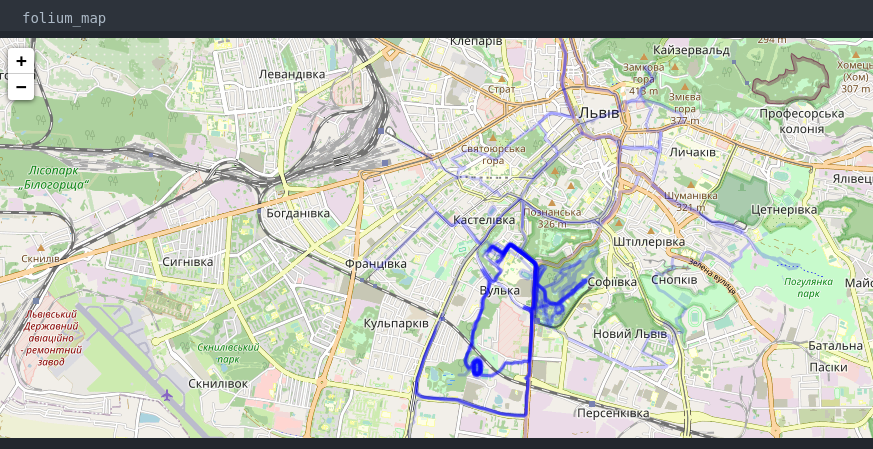 folium_map
Клепарів
Кайзервальд
294 m
+
−
Левандівка
Замкова
гора
413 m
Хомець
(Хом)
307 m
Страт
Змієва
гора
377 m
Львів
Професорська
колонія
Святоюрська
гора
Личаків
Лісопарк
„Білогорща“
Шуманівка
321 m
Цетнерівка
Богданівка
Кастелівка
Познанська
326 m
Штіллерівка
Скнилів
Сигнівка
Францівка
Зелена вулиця
Софіївка
Снопків
Погулянка
парк
Вулька
Львівський
Державний
авіаційно
-ремонтний
завод
Кульпарків
Новий Львів
Скнилівський
парк
Батальна
Пасіки
Скнилівок
Персенківка